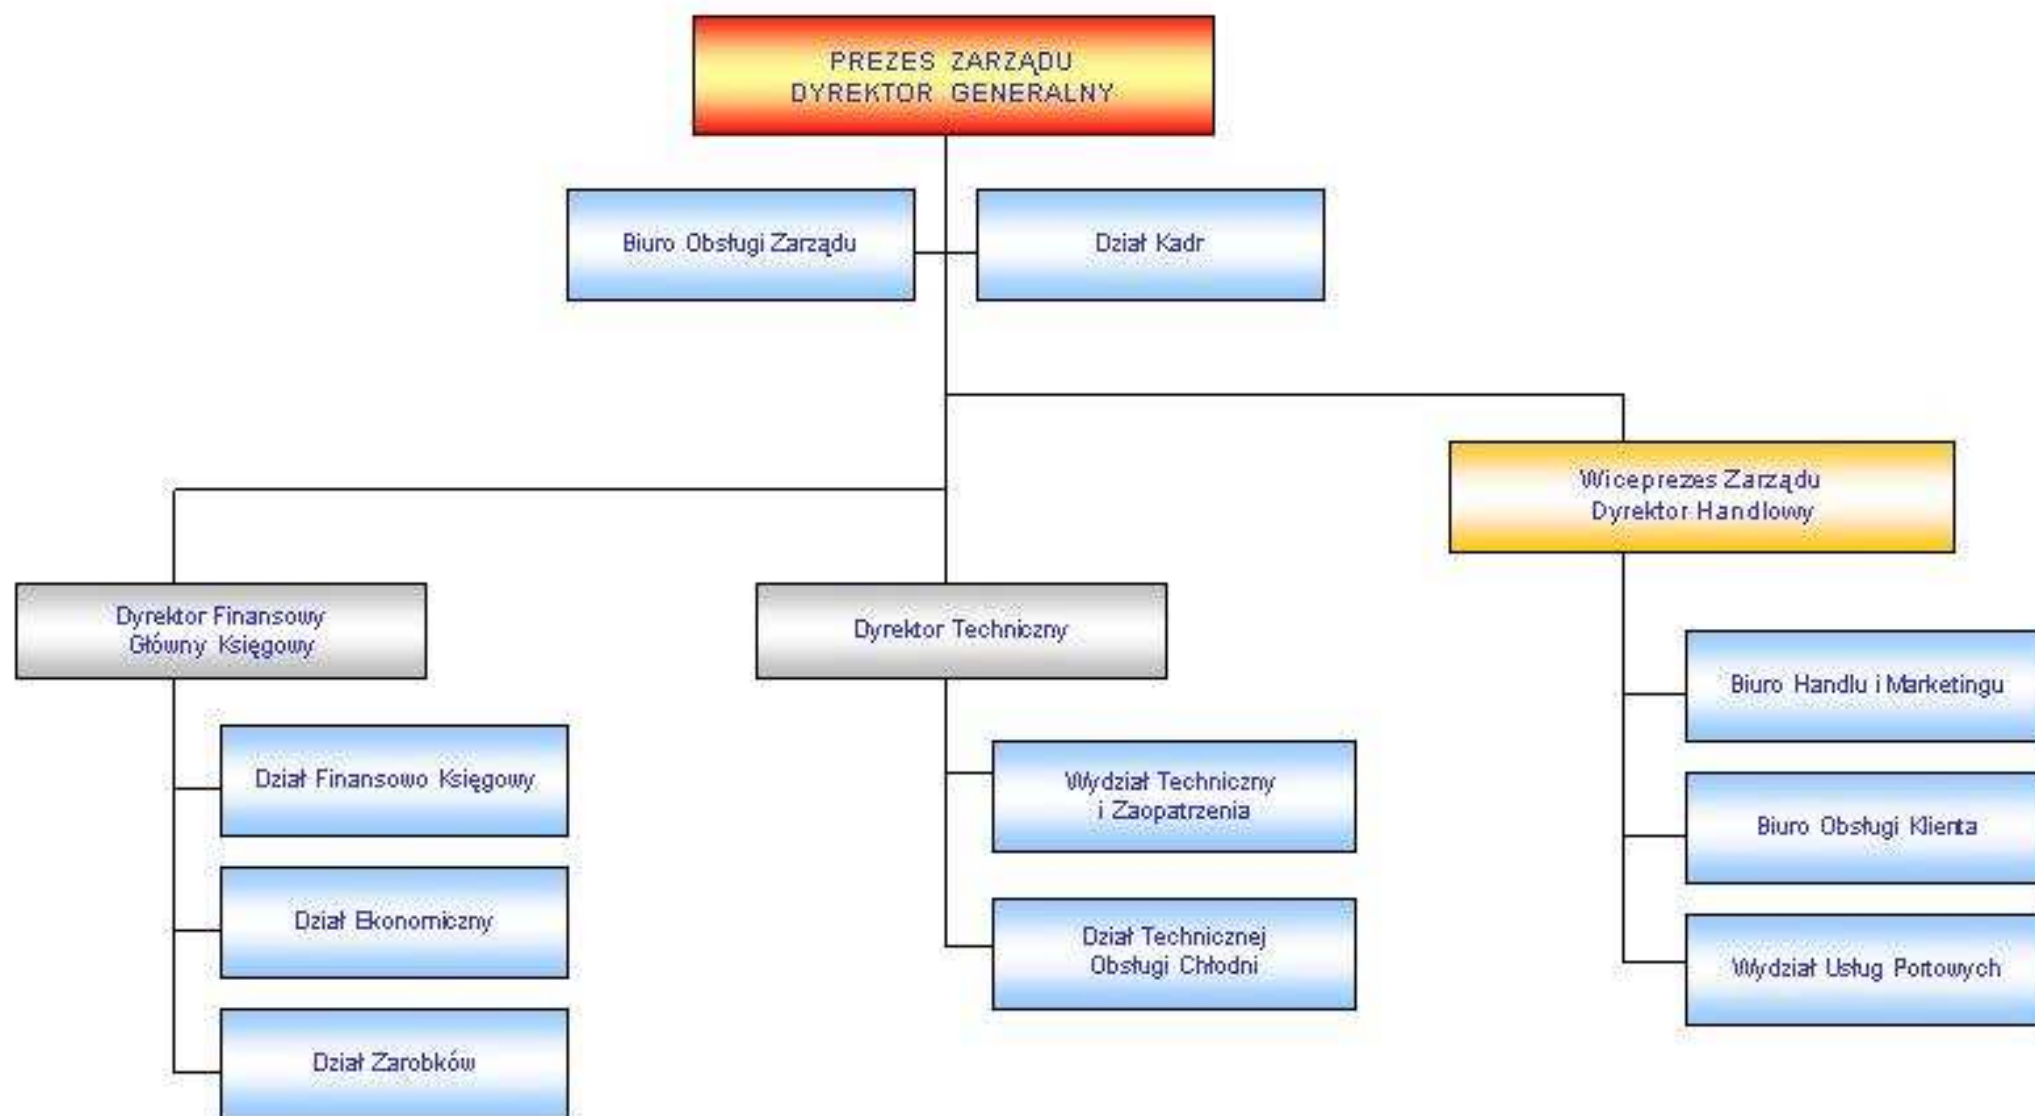 PREZES ZARZĄDU
DYREKTOR GENERALNY
Biuro Obsługi Zarządu
Dział Kadr
Wiceprezes Zarządu
Dyrektor Handlowy
Dyrektor Finansowy
Główny Księgowy
Dyrektor Techniczny
Dział Finansowo Księgowy
Dział Ekonomiczny
Dział Zarobków
Wydział Techniczny
i Zaopatrzenia
Dział Technicznej
Obsługi Chłodni
Biuro Handlu i Marketingu
Biuro Obsługi Klienta
Wydział Usług Portowych